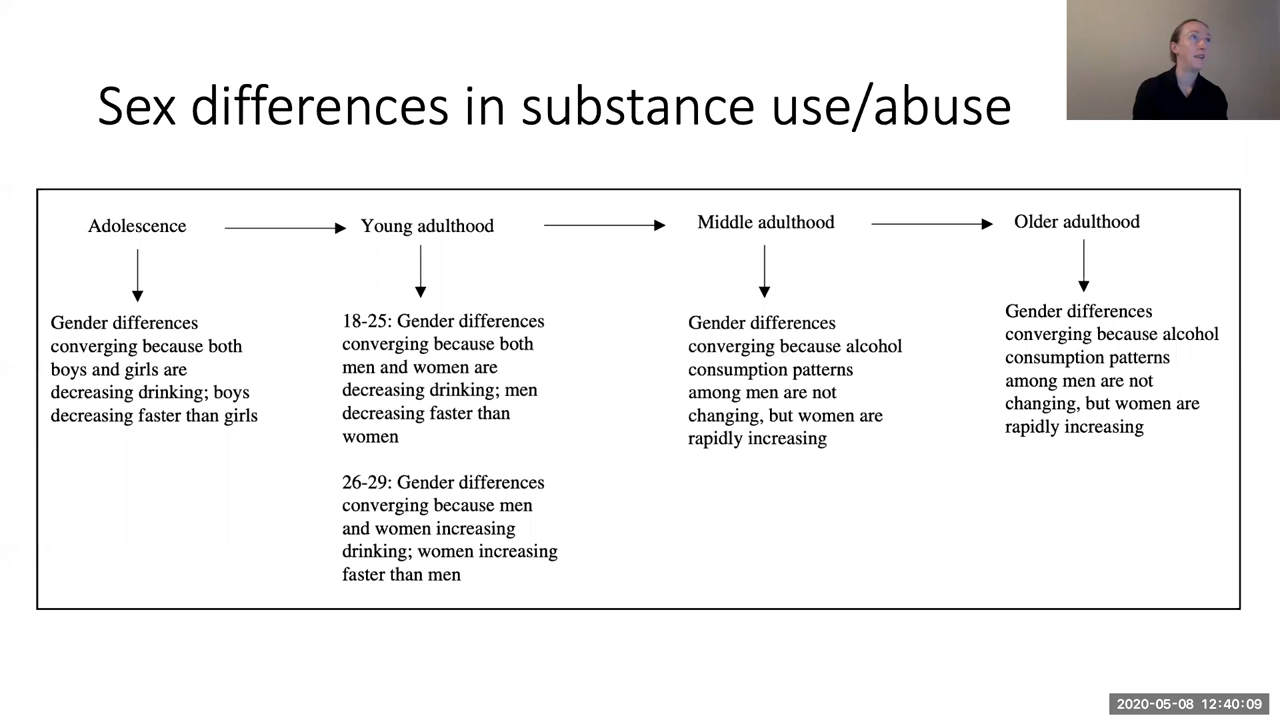 Sex differences in substance use/abuse
Adolescence
Young adulthood
Middle adulthood
Older adulthood
Gender differences
converging because both
boys and girls are
decreasing drinking; boys
decreasing faster than girls
18-25: Gender differences
converging because both
men and women are
decreasing drinking; men
decreasing faster than
women
26-29: Gender differences
converging because men
and women increasing
drinking; women increasing
faster than men
Gender differences
converging because alcohol
consumption patterns
among men are not
changing, but women are
rapidly increasing
Gender differences
converging because alcohol
consumption patterns
among men are not
changing, but women are
rapidly increasing
2020-05-08 12:40:09